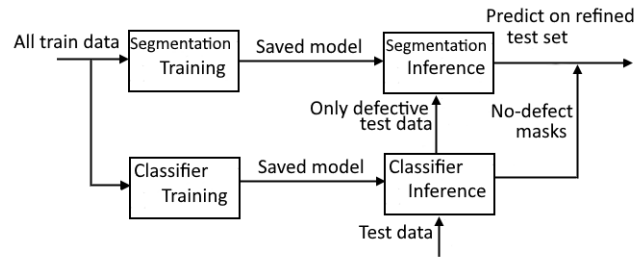 All train data
Segmentation
Training
Saved model
Segmentation
Inference
Predict on refined
test set
Only defective
test data
No-defect
masks
Classifier
Training
Saved model
Classifier
Inference
Test data